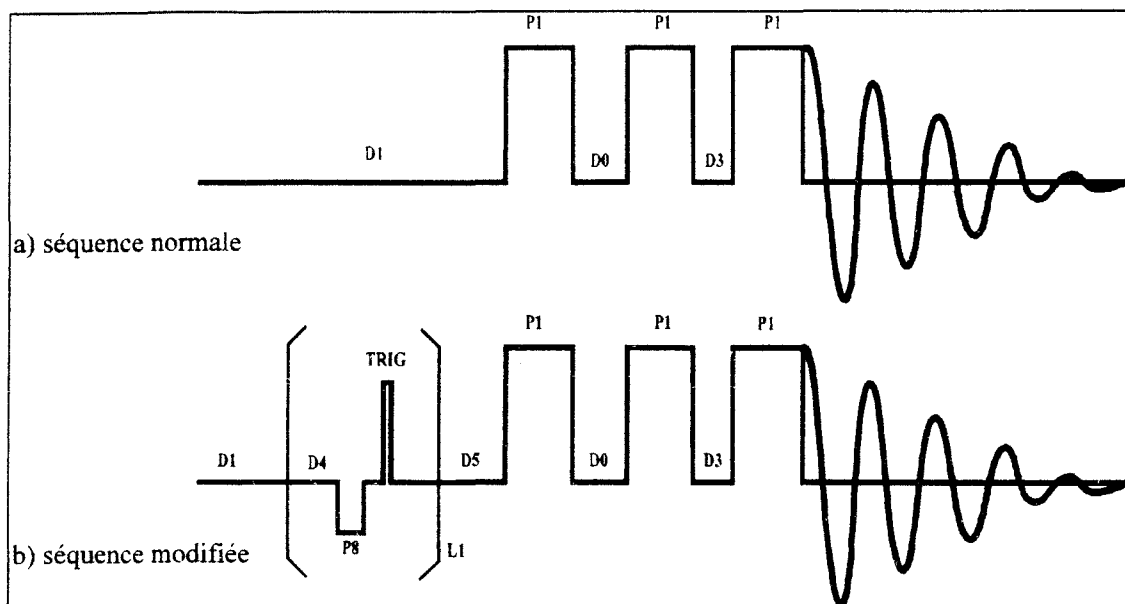 P1 P1 P1
D1 D0 D3
a) séquence normale
P1 P1 P1
TRIG
D1 D4 D5 D0 D3
P8 L1
b) séquence modifiée